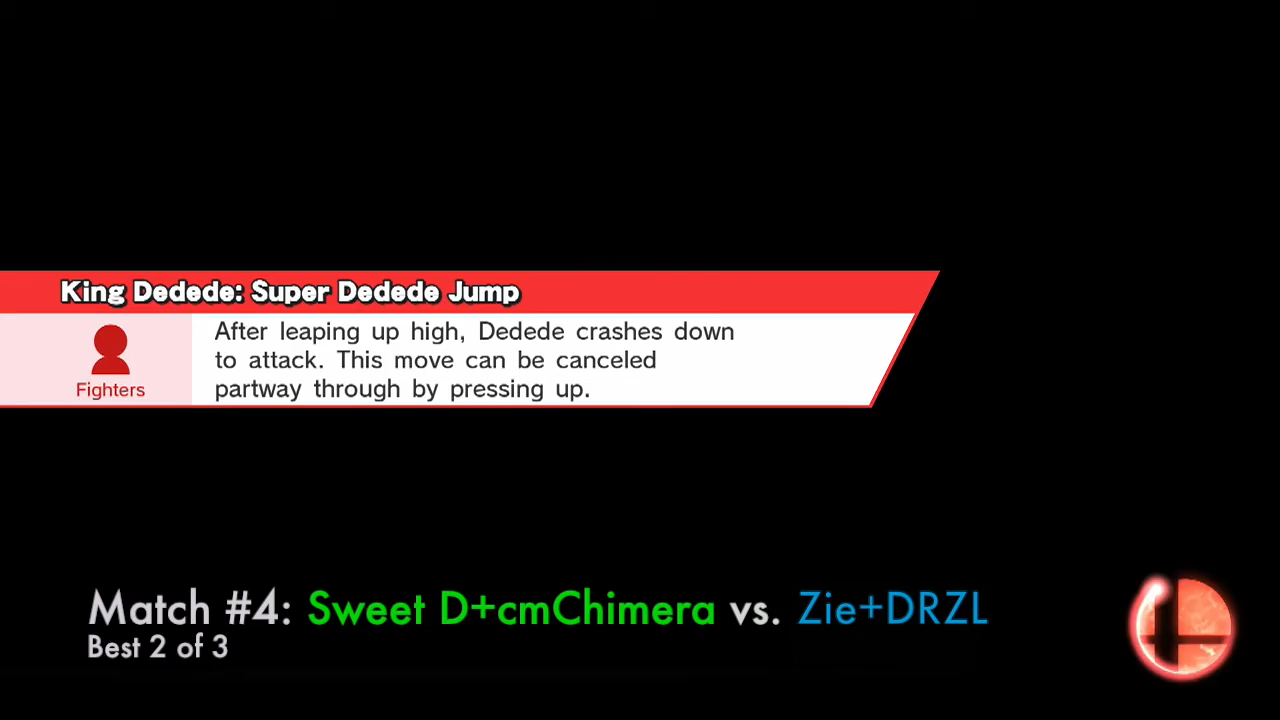 King Dedede: Super Dedede Jump
After leaping up high, Dedede crashes down
to attack. This move can be canceled
partway through by pressing up.
Fighters
Match #4: Sweet D+cmChimera vs. Zie+DRZL
Best 2 of 3